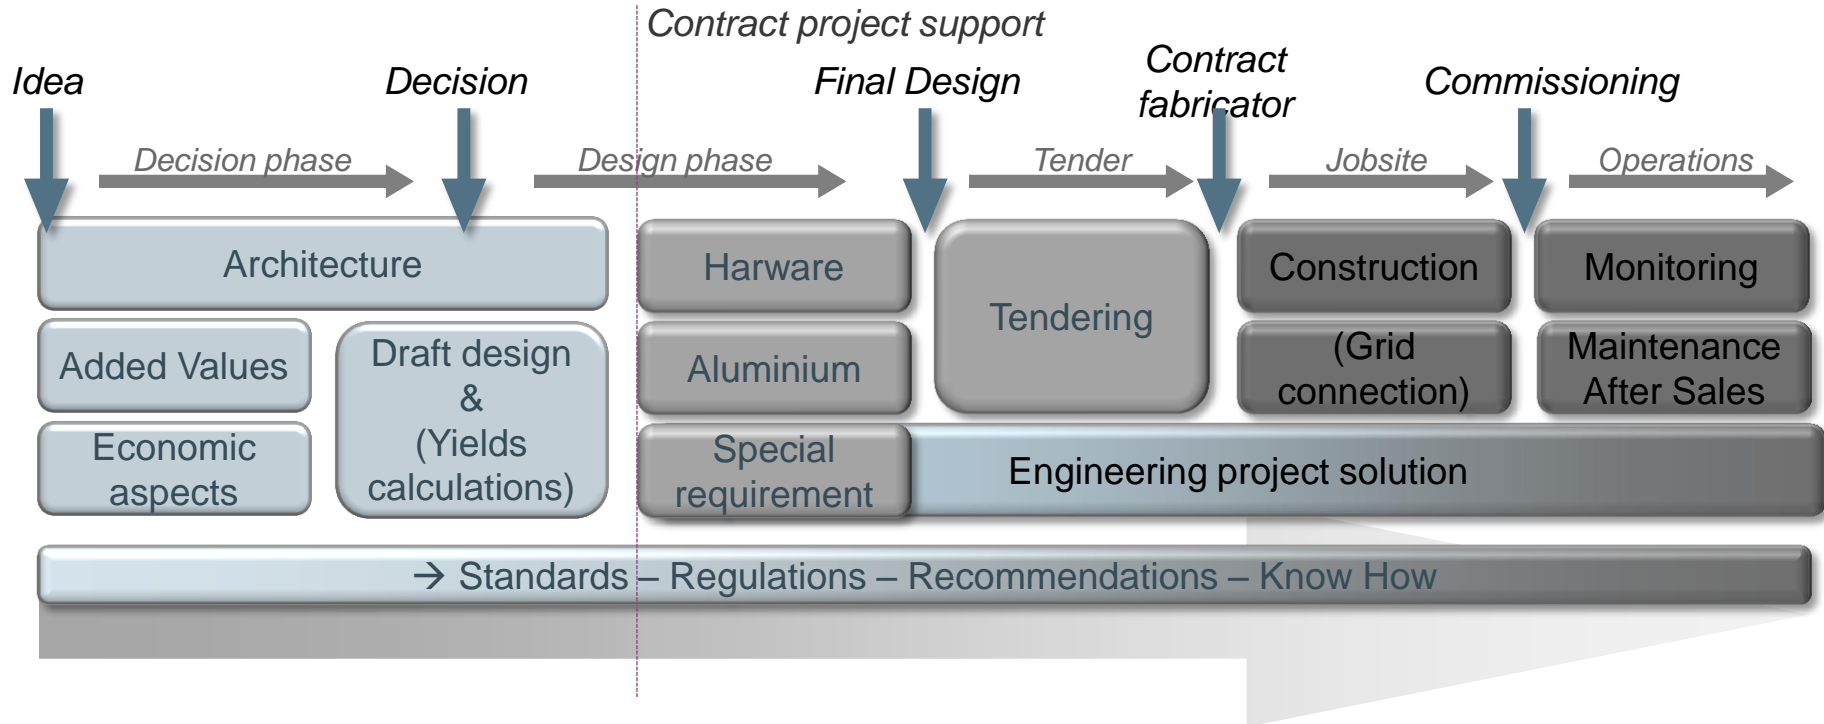 Contract project support
Idea
Decision
Final Design
Contract
fabricator
Commissioning
Decision phase
Design phase
Tender
Jobsite
Operations
Architecture
Harware
Tendering
Construction
Monitoring
Added Values
Draft design
&
(Yields
calculations)
Aluminium
(Grid
connection)
Maintenance
After Sales
Economic
aspects
Special
requirement
Engineering project solution
→ Standards – Regulations – Recommendations – Know How